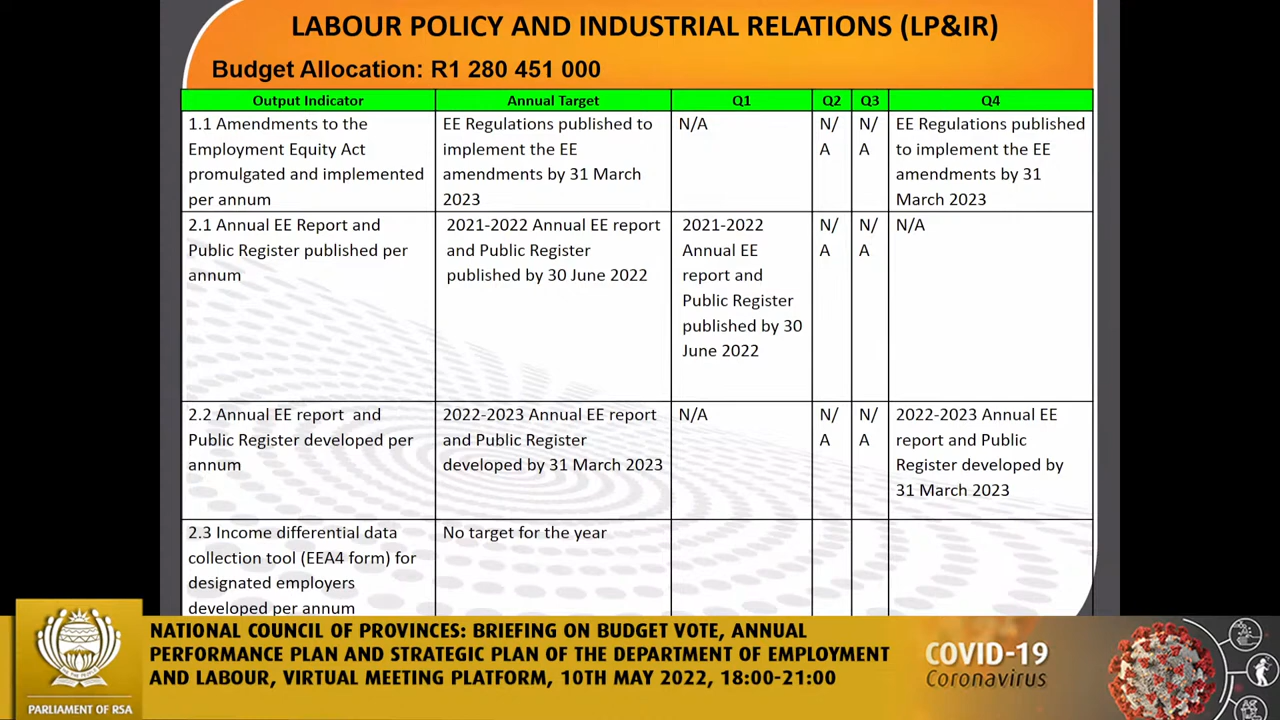 LABOUR POLICY AND INDUSTRIAL RELATIONS (LP&IR)
Budget Allocation: R1 280 451 000
Output Indicator
Annual Target
Q1
Q2
Q3
Q4
1.1 Amendments to the
Employment Equity Act
promulgated and implemented
per annum
EE Regulations published to
implement the EE
amendments by 31 March
2023
N/A
N/
A
N/
A
EE Regulations published
to implement the EE
amendments by 31
March 2023
2.1 Annual EE Report and
Public Register published per
annum
2021-2022 Annual EE report
and Public Register
published by 30 June 2022
2021-2022
Annual EE
report and
Public Register
published by 30
June 2022
N/
A
N/
A
N/A
2.2 Annual EE report and
Public Register developed per
annum
2022-2023 Annual EE report
and Public Register
developed by 31 March 2023
N/A
N/
A
N/
A
2022-2023 Annual EE
report and Public
Register developed by
31 March 2023
2.3 Income differential data
collection tool (EEA4 form) for
designated employers
developed per annum
No target for the year
NATIONAL COUNCIL OF PROVINCES: BRIEFING ON BUDGET VOTE, ANNUAL
PERFORMANCE PLAN AND STRATEGIC PLAN OF THE DEPARTMENT OF EMPLOYMENT
AND LABOUR, VIRTUAL MEETING PLATFORM, 10TH MAY 2022, 18:00-21:00
PARLIAMENT OF RSA
COVID-19
Coronavirus